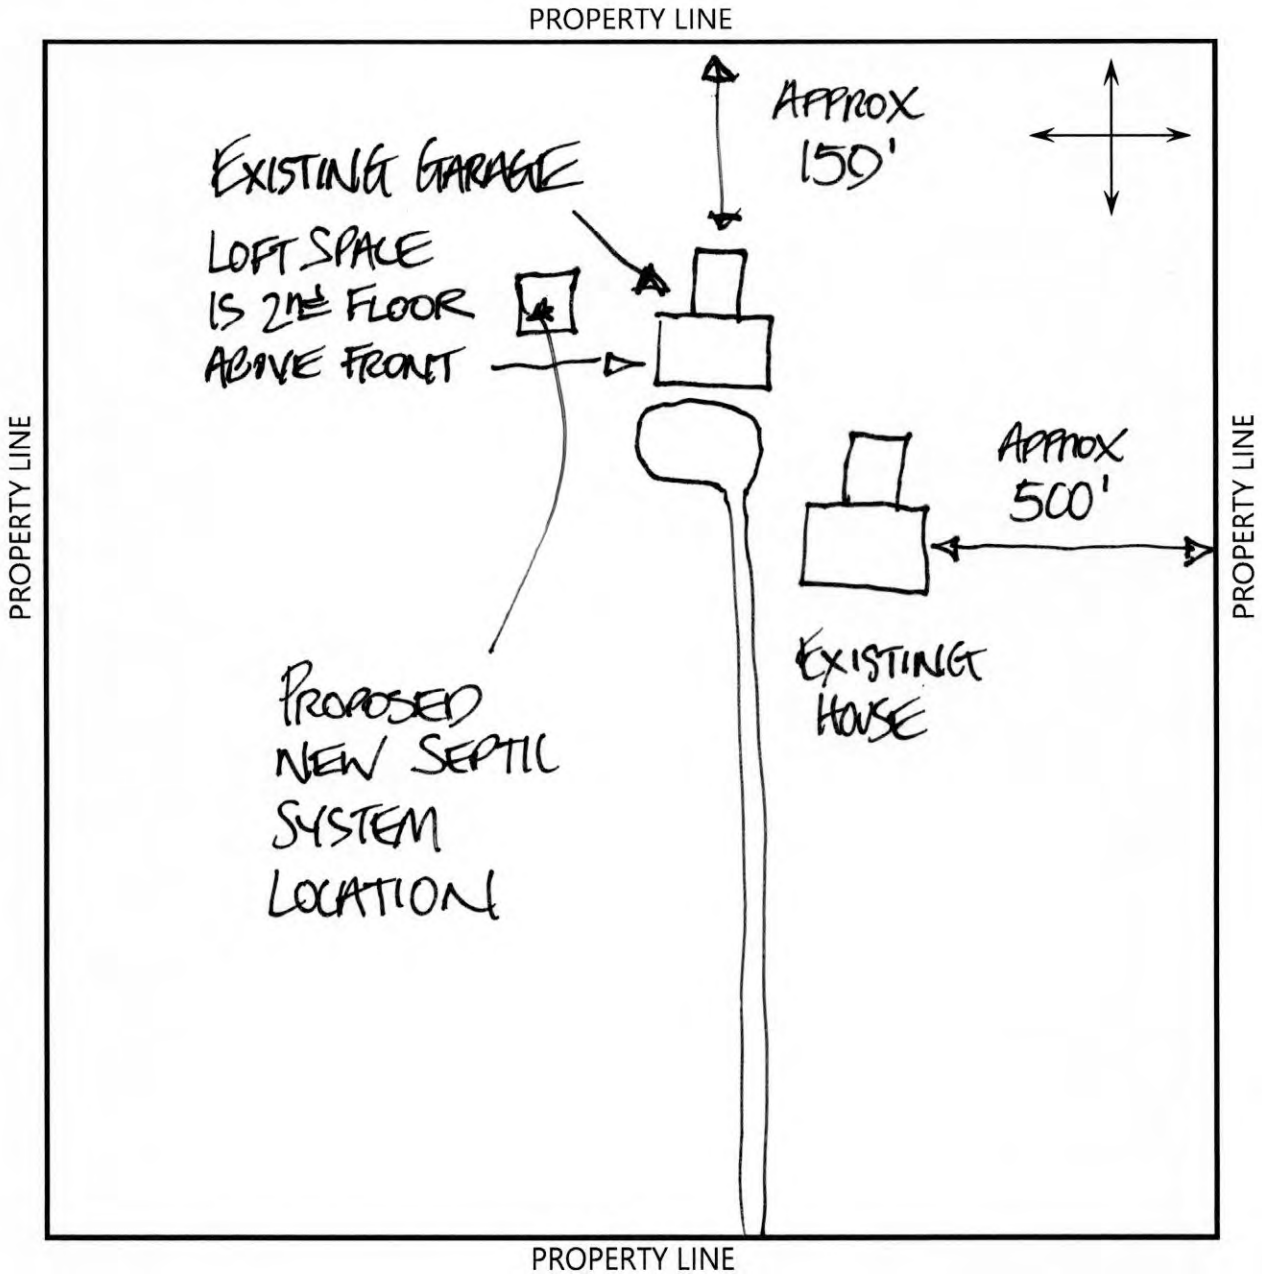 PROPERTY LINE
APPROX
150'
EXISTING GARAGE
LOFT SPACE
IS 2nd FLOOR
ABOVE FRONT
PROPERTY LINE
APPROX
500'
PROPERTY LINE
EXISTING
HOUSE
PROPOSED
NEW SEPTIC
SYSTEM
LOCATION
PROPERTY LINE